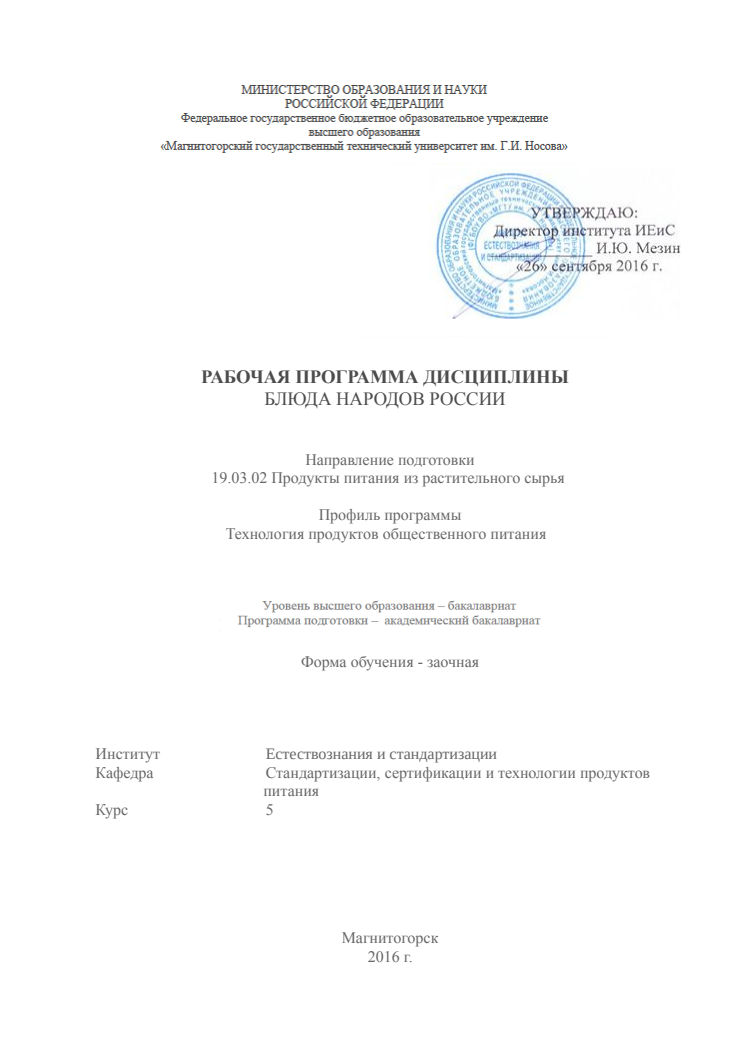 МИНИСТЕРСТВО ОБРАЗОВАНИЯ И НАУКИ
РОССИЙСКОЙ ФЕДЕРАЦИИ
Федеральное государственное бюджетное образовательное учреждение
высшего образования
«Магнитогорский государственный технический университет им. Г.И. Носова»
УТВЕРЖДАЮ:
Директор института ИЕиС
И.Ю. Мезин
«26» сентября 2016 г.
ЕСТЕСТВОЗНАНИЯ
И СТАНДАРТИЗАЦИИ
РАБОЧАЯ ПРОГРАММА ДИСЦИПЛИНЫ
БЛЮДА НАРОДОВ РОССИИ
Направление подготовки
19.03.02 Продукты питания из растительного сырья
Профиль программы
Технология продуктов общественного питания
Уровень высшего образования – бакалавриат
Программа подготовки – академический бакалавриат
Форма обучения - заочная
Институт Естествознания и стандартизации
Кафедра Стандартизации, сертификации и технологии продуктов
питания
Курс 5
Магнитогорск
2016 г.